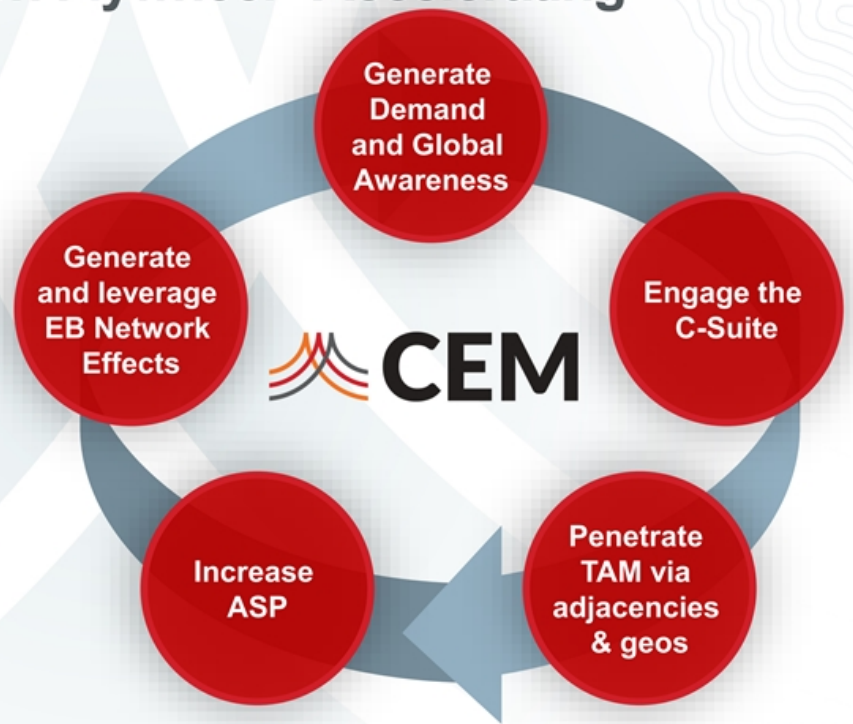 Generate
Demand
and Global
Awareness
Engage the
C-Suite
Penetrate
TAM via
adjacencies
& geos
Increase
ASP
Generate
and leverage
EB Network
Effects
CEM